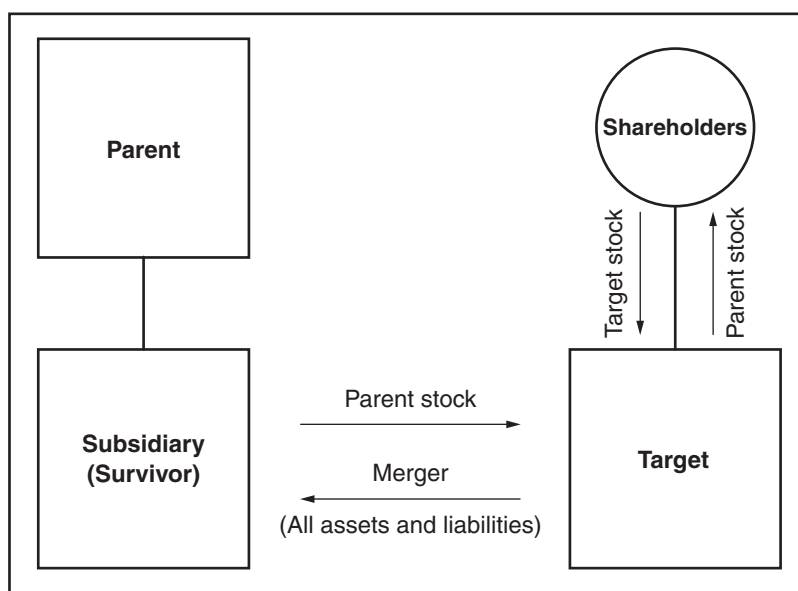 Parent
Shareholders
Target stock
Parent stock
Subsidiary
(Survivor)
Parent stock
Merger
(All assets and liabilities)
Target